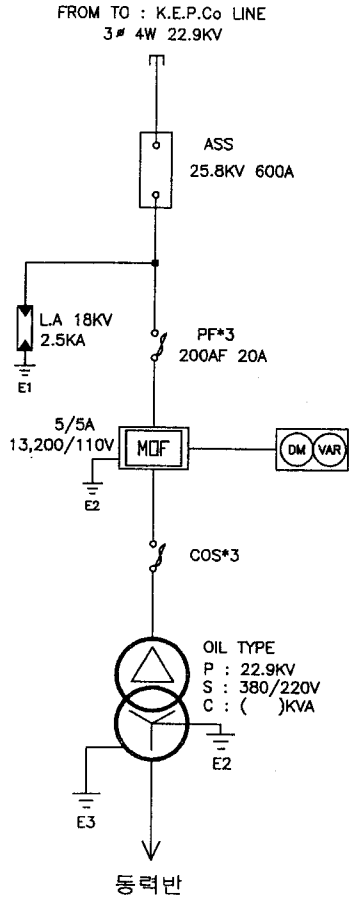 FROM TO : K.E.P.Co LINE
3ø 4W 22.9KV
ASS
25.8KV 600A
L.A 18KV
2.5KA
E1
PF*3
200AF 20A
5/5A
13,200/110V
MOF
DM VAR
E2
COS*3
OIL TYPE
P : 22.9KV
S : 380/220V
C : ( )KVA
E2
E3
동력반